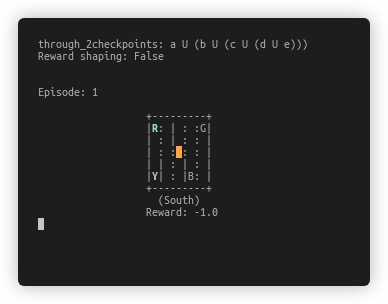 through_2checkpoints: a U (b U (c U (d U e)))
Reward shaping: False
Episode: 1
+---------+
|R: | : :G|
| : | : : |
| : : : : |
| | : | : |
|Y| : |B: |
+---------+
(South)
Reward: -1.0